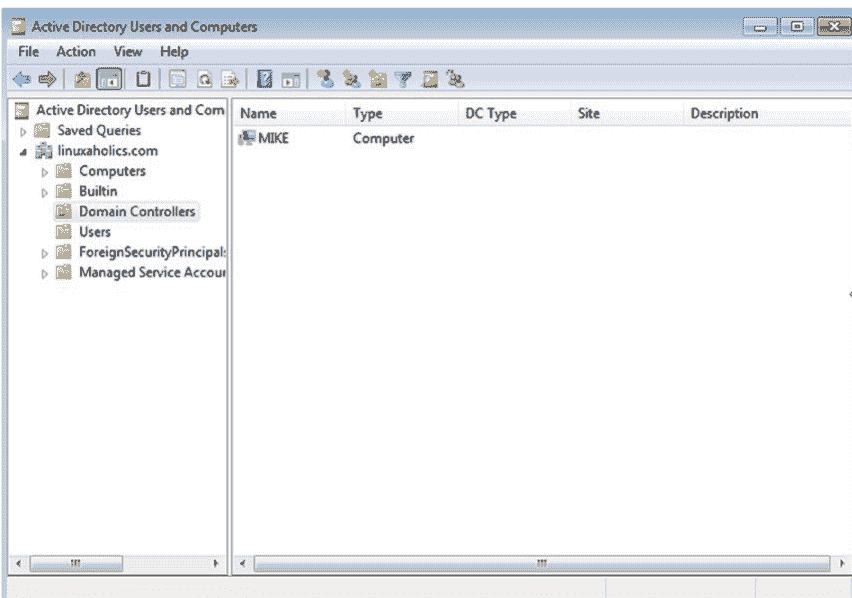 Active Directory Users and Computers
File Action View Help
Active Directory Users and Com
Saved Queries
linuxaholics.com
Computers
Builtin
Domain Controllers
Users
ForeignSecurityPrincipal:
Managed Service Accour
Name Type DC Type Site Description
MIKE Computer